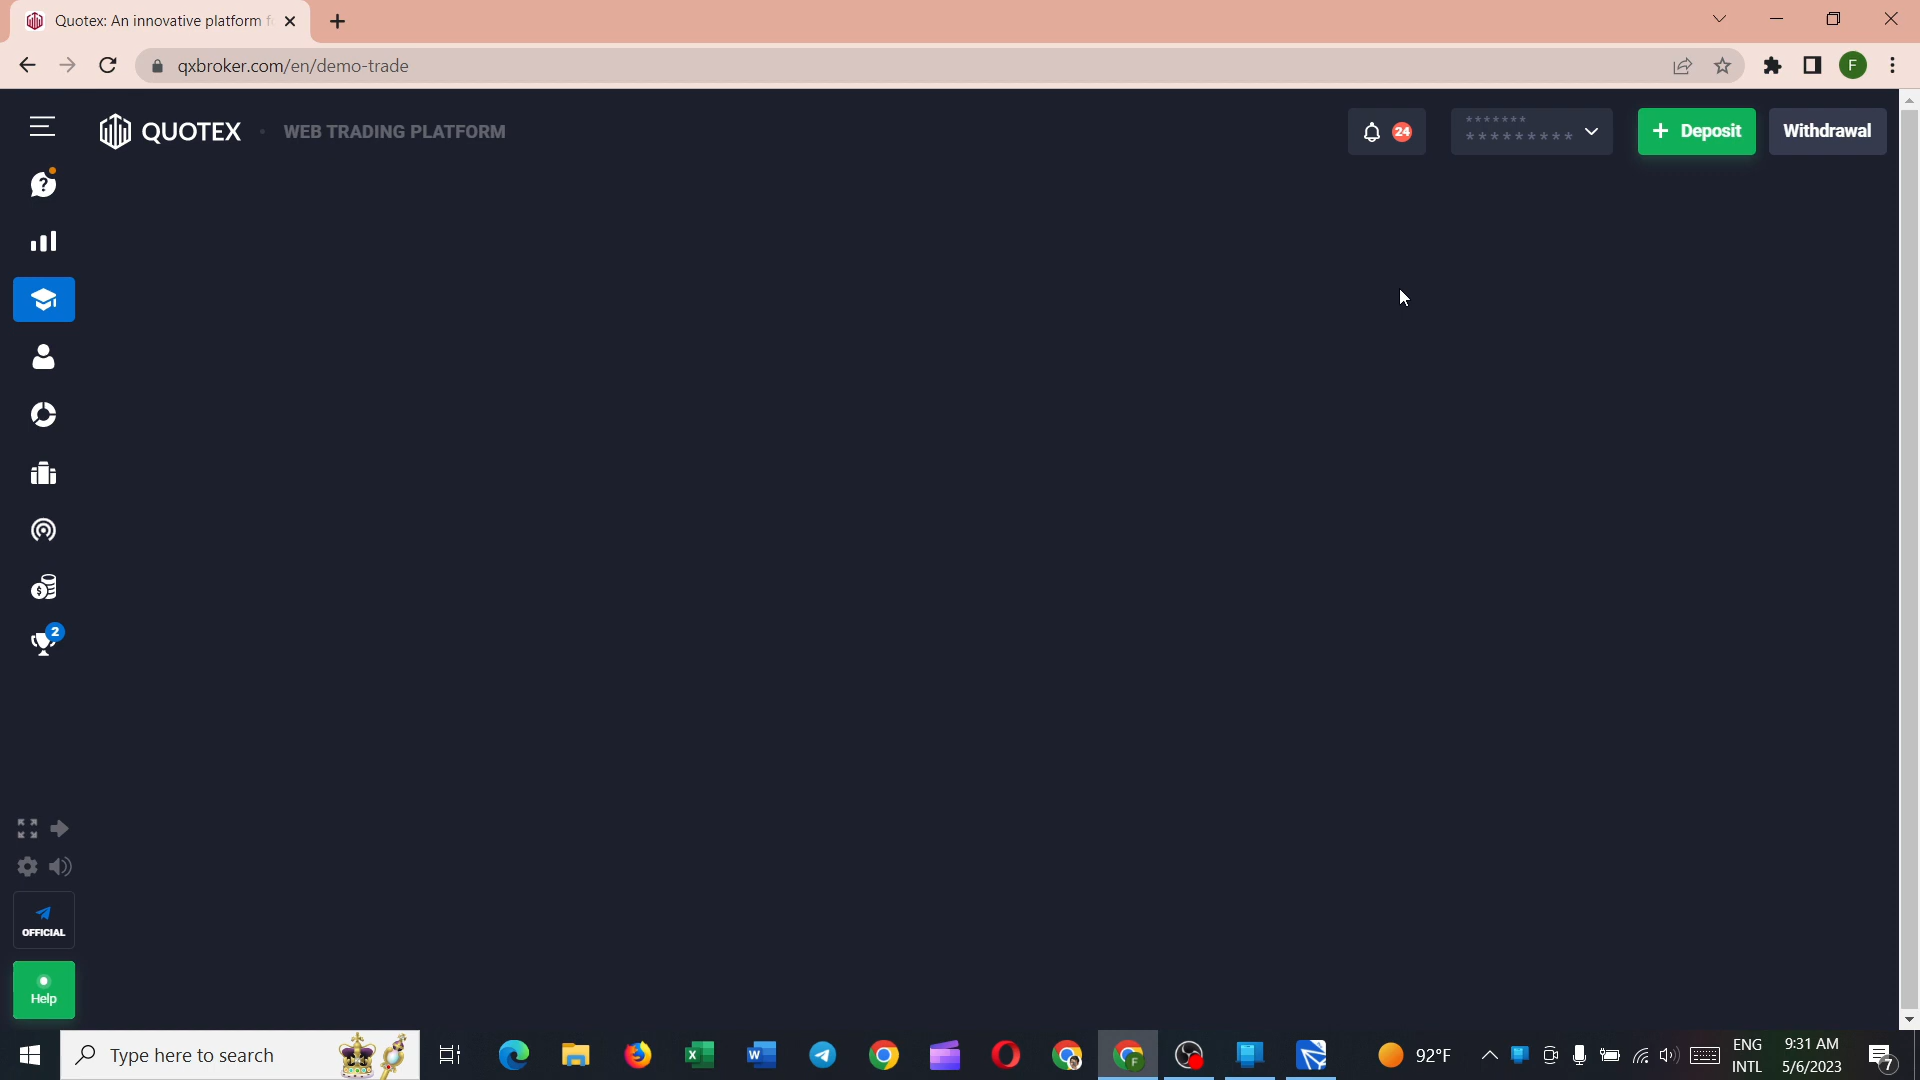 Quotex: An innovative platform f
qxbroker.com/en/demo-trade
F
QUOTEX • WEB TRADING PLATFORM
24
*******
*********
+ Deposit
Withdrawal
2
OFFICIAL
Help
Type here to search
92°F
ENG
INTL
9:31 AM
5/6/2023
7